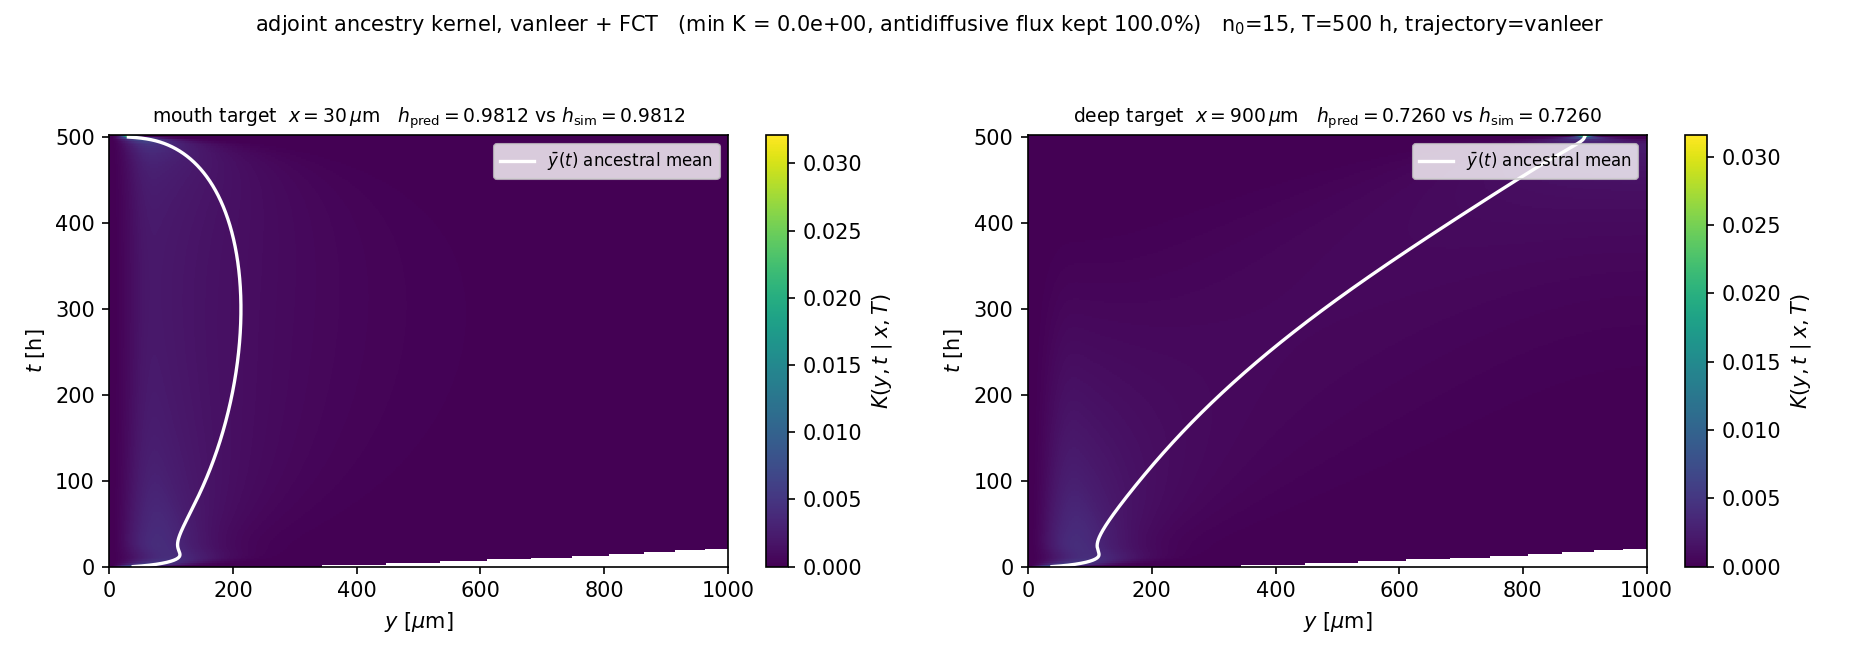 adjoint ancestry kernel, vanleer + FCT (min K = 0.0e+00, antidiffusive flux kept 100.0%) n₀=15, T=500 h, trajectory=vanleer
mouth target x = 30 μm h_pred = 0.9812 vs h_sim = 0.9812
ȳ(t) ancestral mean
500
400
300
200
100
0
t [h]
0 200 400 600 800 1000
y [μm]
0.030
0.025
0.020
0.015
0.010
0.005
0.000
K(y, t | x, T)
deep target x = 900 μm h_pred = 0.7260 vs h_sim = 0.7260
ȳ(t) ancestral mean
500
400
300
200
100
0
t [h]
0 200 400 600 800 1000
y [μm]
0.030
0.025
0.020
0.015
0.010
0.005
0.000
K(y, t | x, T)